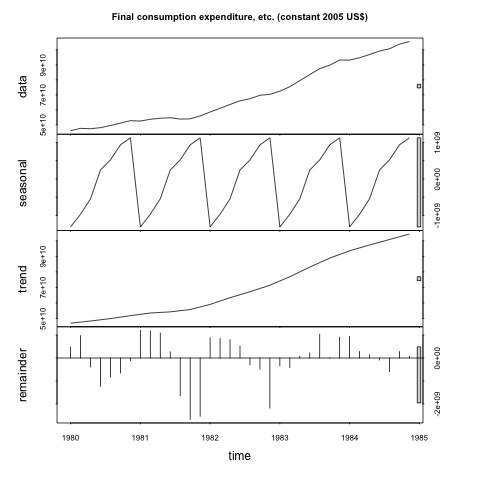 Final consumption expenditure, etc. (constant 2005 US$)
data
5e+10 7e+10 9e+10
seasonal
-1e+09 0e+00 1e+09
trend
5e+10 7e+10 9e+10
remainder
-2e+09 0e+00
1980 1981 1982 1983 1984 1985
time